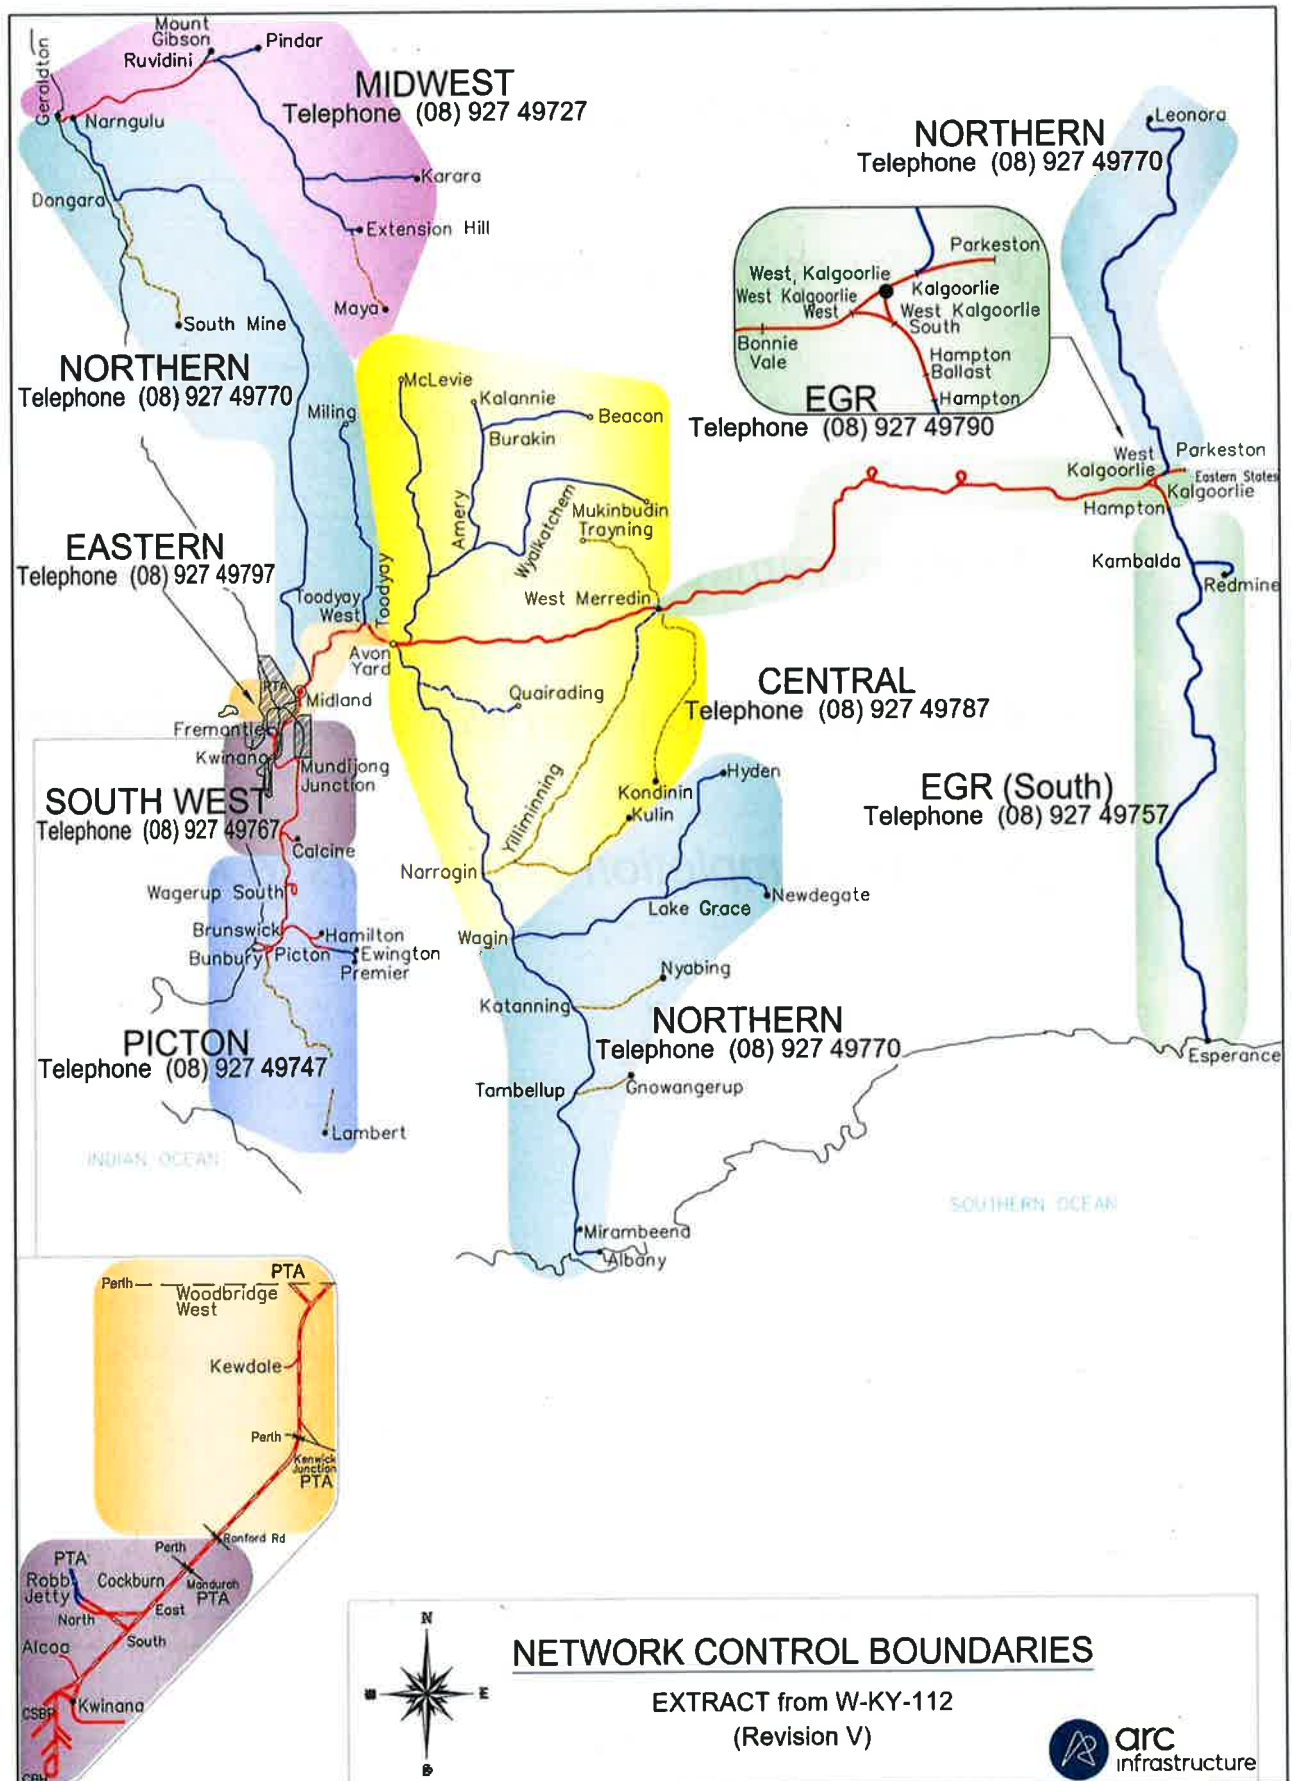 Geraldton
Mount
Gibson
Pindar
Ruvidini
MIDWEST
Telephone (08) 927 49727
Narngulu
Karara
Dongara
Extension Hill
Maya
South Mine
NORTHERN
Telephone (08) 927 49770
NORTHERN
Telephone (08) 927 49770
Leonora
Parkeston
West, Kalgoorlie
Kalgoorlie
West Kalgoorlie
West
West Kalgoorlie
South
Bonnie
Vale
Hampton
Ballast
Hampton
EGR
Telephone (08) 927 49790
West
Kalgoorlie
Parkeston
Eastern States
Kalgoorlie
Hampton
Miling
McLevie
Kalannie
Beacon
Burakin
Amery
Wyalkatchem
Mukinbudin
Trayning
EASTERN
Telephone (08) 927 49797
Toodyay
West
Toodyay
West Merredin
Kambalda
Redmine
Avon
Yard
PTA
Midland
Quairading
CENTRAL
Telephone (08) 927 49787
Fremantle
Kwinana
Mundijong
Junction
SOUTH WEST
Telephone (08) 927 49767
Calcine
Yilliminning
Kondinin
Kulin
Hyden
EGR (South)
Telephone (08) 927 49757
Narrogin
Wagerup South
Lake Grace
Newdegate
Brunswick
Hamilton
Bunbury
Picton
Ewington
Premier
Wagin
Nyabing
Katanning
NORTHERN
Telephone (08) 927 49770
PICTON
Telephone (08) 927 49747
Tambellup
Gnowangerup
Esperance
Lambert
INDIAN OCEAN
SOUTHERN OCEAN
Mirambeena
Albany
Perth
PTA
Woodbridge
West
Kewdale
Perth
Kenwick
Junction
PTA
Ranford Rd
Perth
PTA
Robb
Jetty
Cockburn
Mandurah
PTA
North
East
South
Alcoa
CSBP
Kwinana
CBH
N
E
NETWORK CONTROL BOUNDARIES
EXTRACT from W-KY-112
(Revision V)
arc
infrastructure